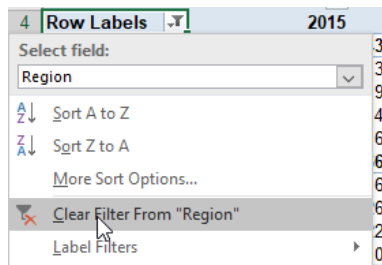 4 Row Labels 2015
Select field:
Region
Sort A to Z
Sort Z to A
More Sort Options...
Clear Filter From "Region"
Label Filters